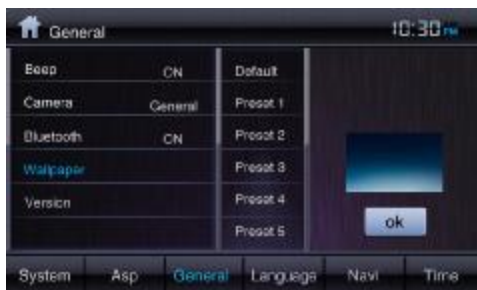 General 10:30 PM
Beep ON Default
Camera General Preset 1
Bluetooth ON Preset 2
Wallpaper Preset 3
Version Preset 4
Preset 5
ok
System Asp General Language Navi Time